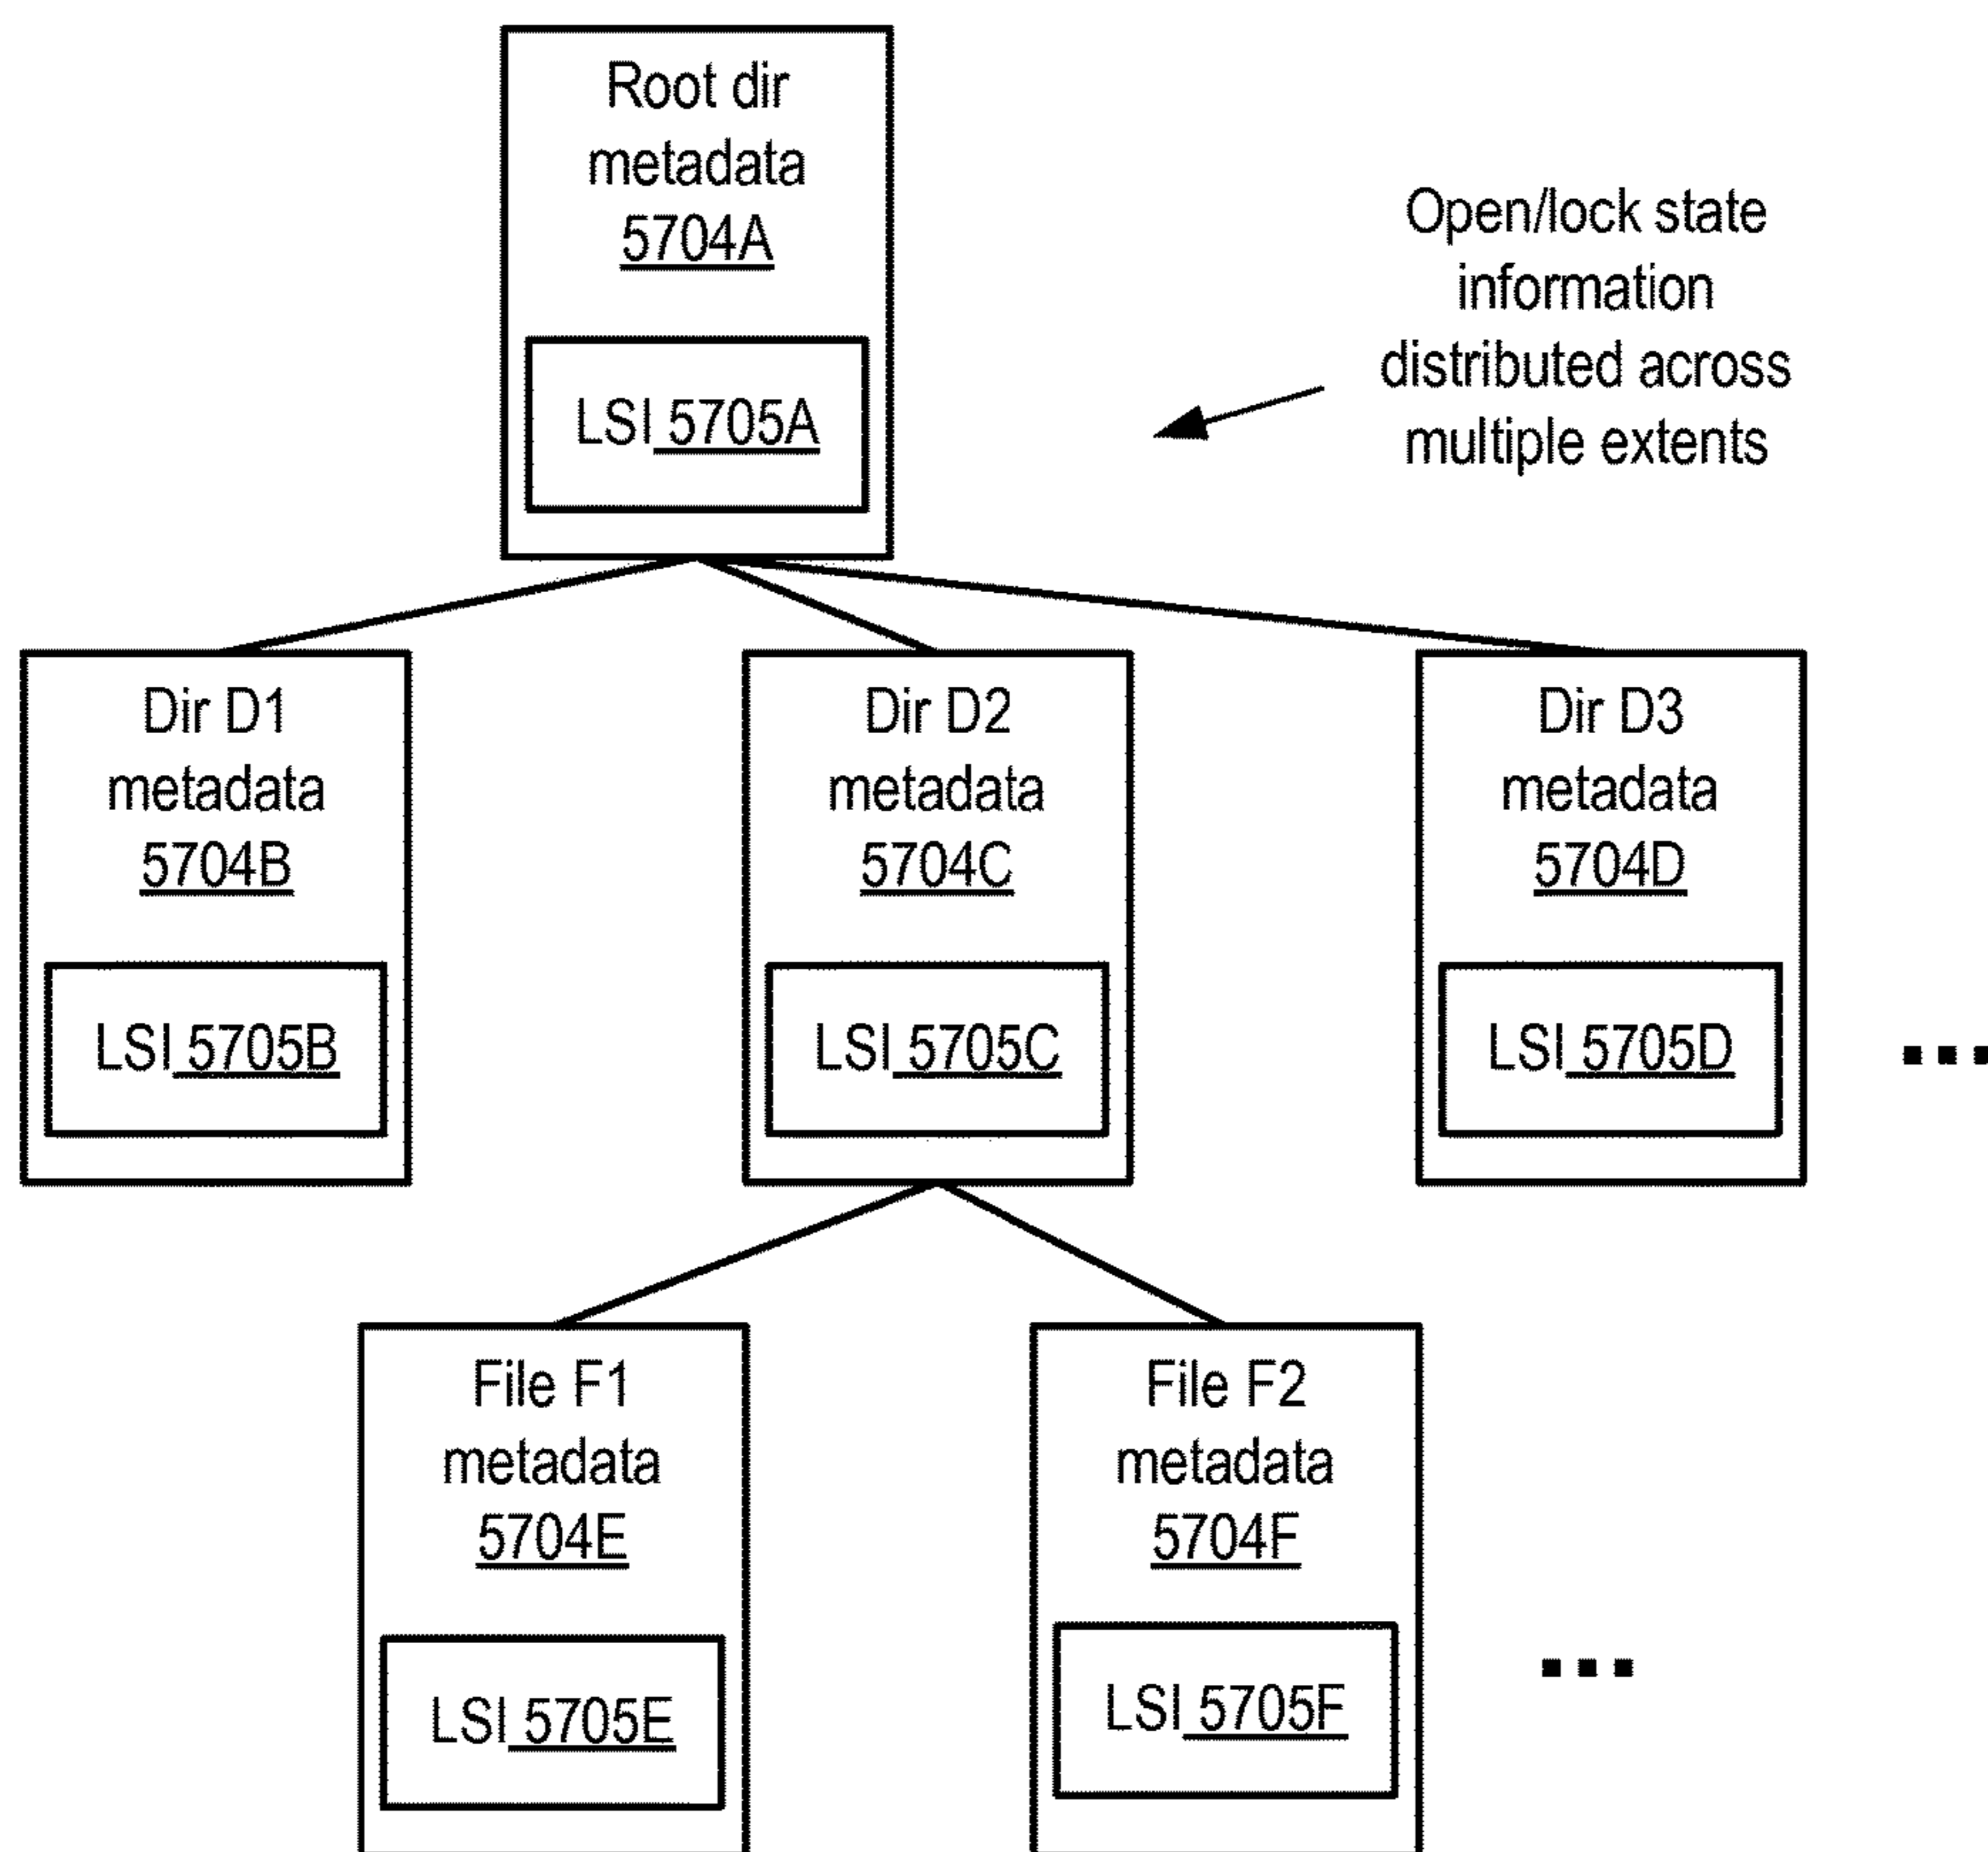 Root dir
metadata
5704A
LSI 5705A
Open/lock state
information
distributed across
multiple extents
Dir D1
metadata
5704B
LSI 5705B
Dir D2
metadata
5704C
LSI 5705C
Dir D3
metadata
5704D
LSI 5705D
...
File F1
metadata
5704E
LSI 5705E
File F2
metadata
5704F
LSI 5705F
...